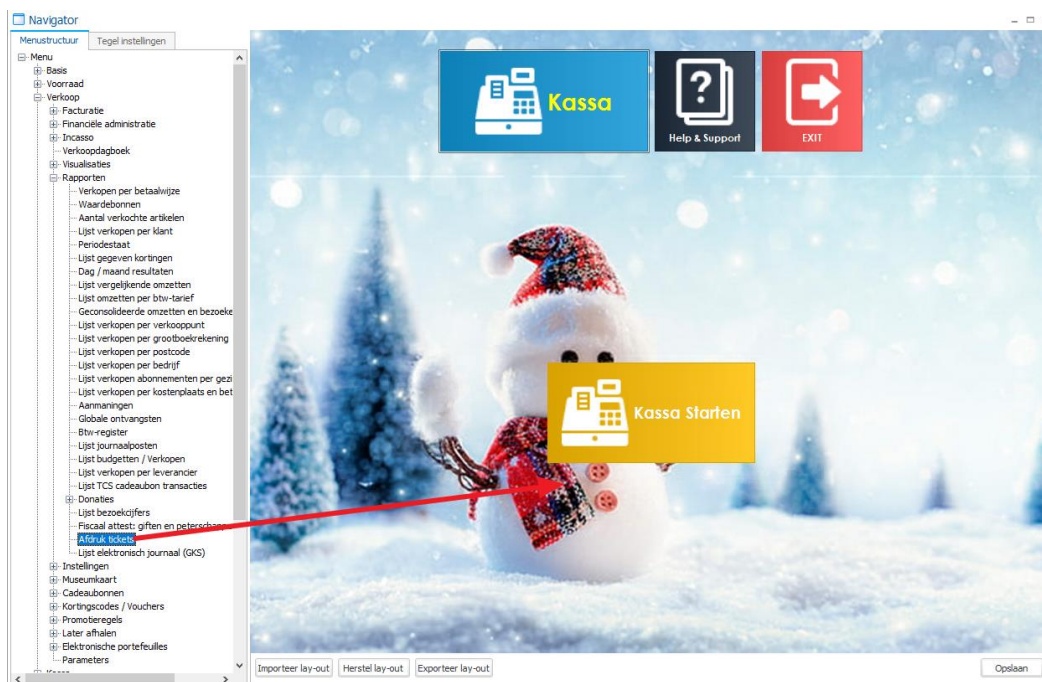 Navigator
Menustructuur
Tegel instellingen
Menu
Basis
Voorraad
Verkoop
Facturatie
Financiële administratie
Incasso
Verkoopdagboek
Visualisaties
Rapporten
Verkopen per betaalwijze
Waardebonnen
Aantal verkochte artikelen
Lijst verkopen per klant
Periodestaat
Lijst gegeven kortingen
Dag / maand resultaten
Lijst vergelijkende omzetten
Lijst omzetten per btw-tarief
Geconsolideerde omzetten en bezoeke
Lijst verkopen per verkooppunt
Lijst verkopen per grootboekrekening
Lijst verkopen per postcode
Lijst verkopen per bedrijf
Lijst verkopen abonnementen per gezi
Lijst verkopen per kostenplaats en bet
Aanmaningen
Globale ontvangsten
Btw-register
Lijst journaalposten
Lijst budgetten / Verkopen
Lijst verkopen per leverancier
Lijst TCS cadeaubon transacties
Donaties
Lijst bezoekcijfers
Fiscaal attest: giften en
Afdruk tickets
Lijst elektronisch journaal (GKS)
Instellingen
Museumkaart
Cadeaubonnen
Kortingscodes / Vouchers
Promotieregels
Later afhalen
Elektronische portefeuilles
Parameters
Kassa
Help & Support
EXIT
Kassa Starten
Importeer lay-out
Herstel lay-out
Exporteer lay-out
Opslaan